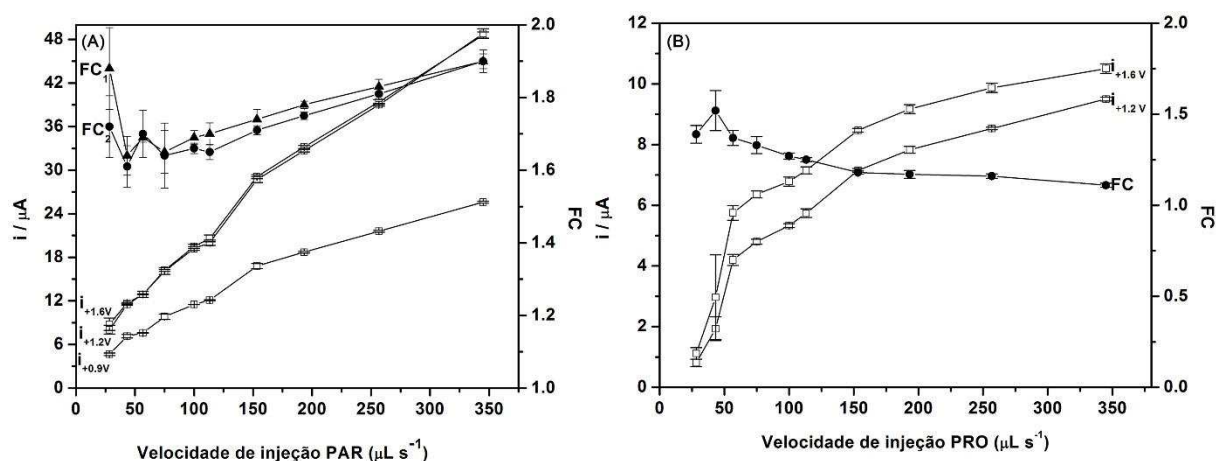 (A)
48
42
36
30
24
18
12
6
0
i / µA
FC₁
FC₂
i+1.6V
i+1.2V
i+0.9V
2.0
1.8
1.6
1.4
1.2
1.0
FC
0 50 100 150 200 250 300 350
Velocidade de injeção PAR (µL s⁻¹)
(B)
12
10
8
6
4
2
0
i / µA
i+1.6V
i+1.2V
FC
2.0
1.5
1.0
0.5
0.0
FC
0 50 100 150 200 250 300 350
Velocidade de injeção PRO (µL s⁻¹)